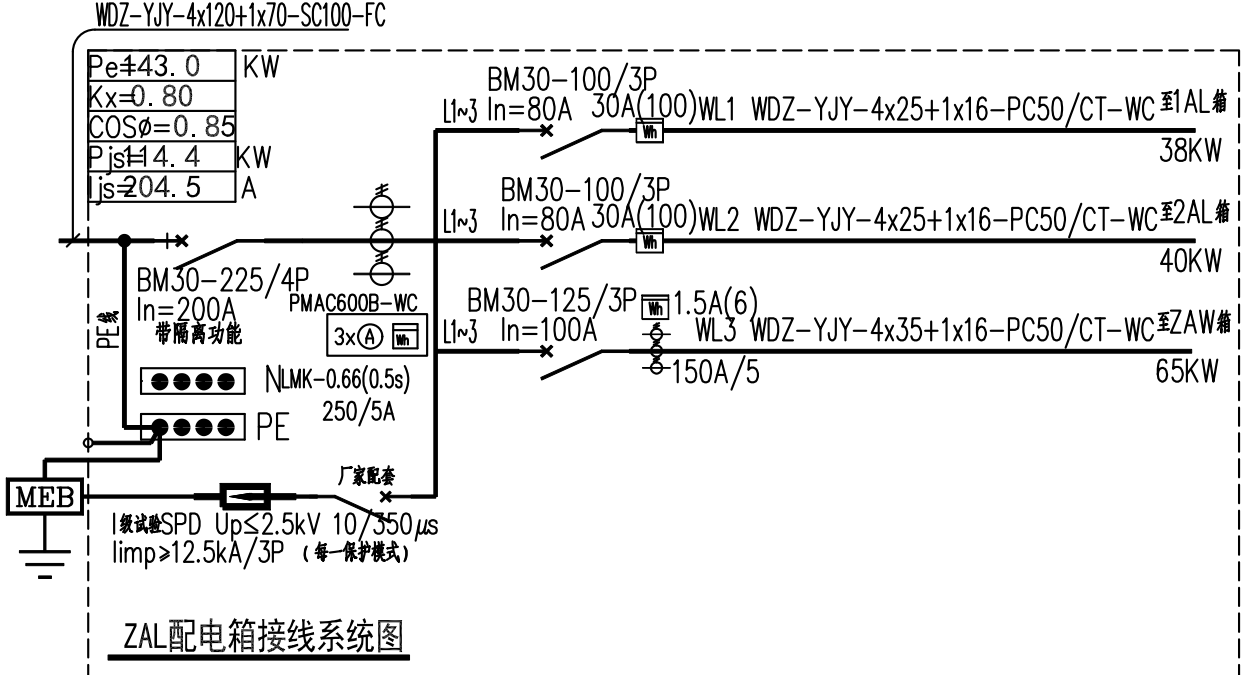 WDZ-YJY-4x120+1x70-SC100-FC
Pe=143.0 KW
Kx=0.80
COSø=0.85
Pjs=114.4 KW
Ijs=204.5 A
BM30-100/3P
L1~3 In=80A 30A(100) WL1 WDZ-YJY-4x25+1x16-PC50/CT-WC 至1AL箱
Wh
38KW
BM30-100/3P
L1~3 In=80A 30A(100) WL2 WDZ-YJY-4x25+1x16-PC50/CT-WC 至2AL箱
Wh
40KW
BM30-125/3P Wh 1.5A(6)
L1~3 In=100A WL3 WDZ-YJY-4x35+1x16-PC50/CT-WC 至ZAW箱
150A/5 65KW
BM30-225/4P
In=200A
带隔离功能
PE线
PMAC600B-WC
3x A Wh
N LMK-0.66(0.5s)
250/5A
PE
MEB
厂家配套
I级试验SPD Up≤2.5kV 10/350μs
Iimp≥12.5kA/3P (每一保护模式)
ZAL配电箱接线系统图